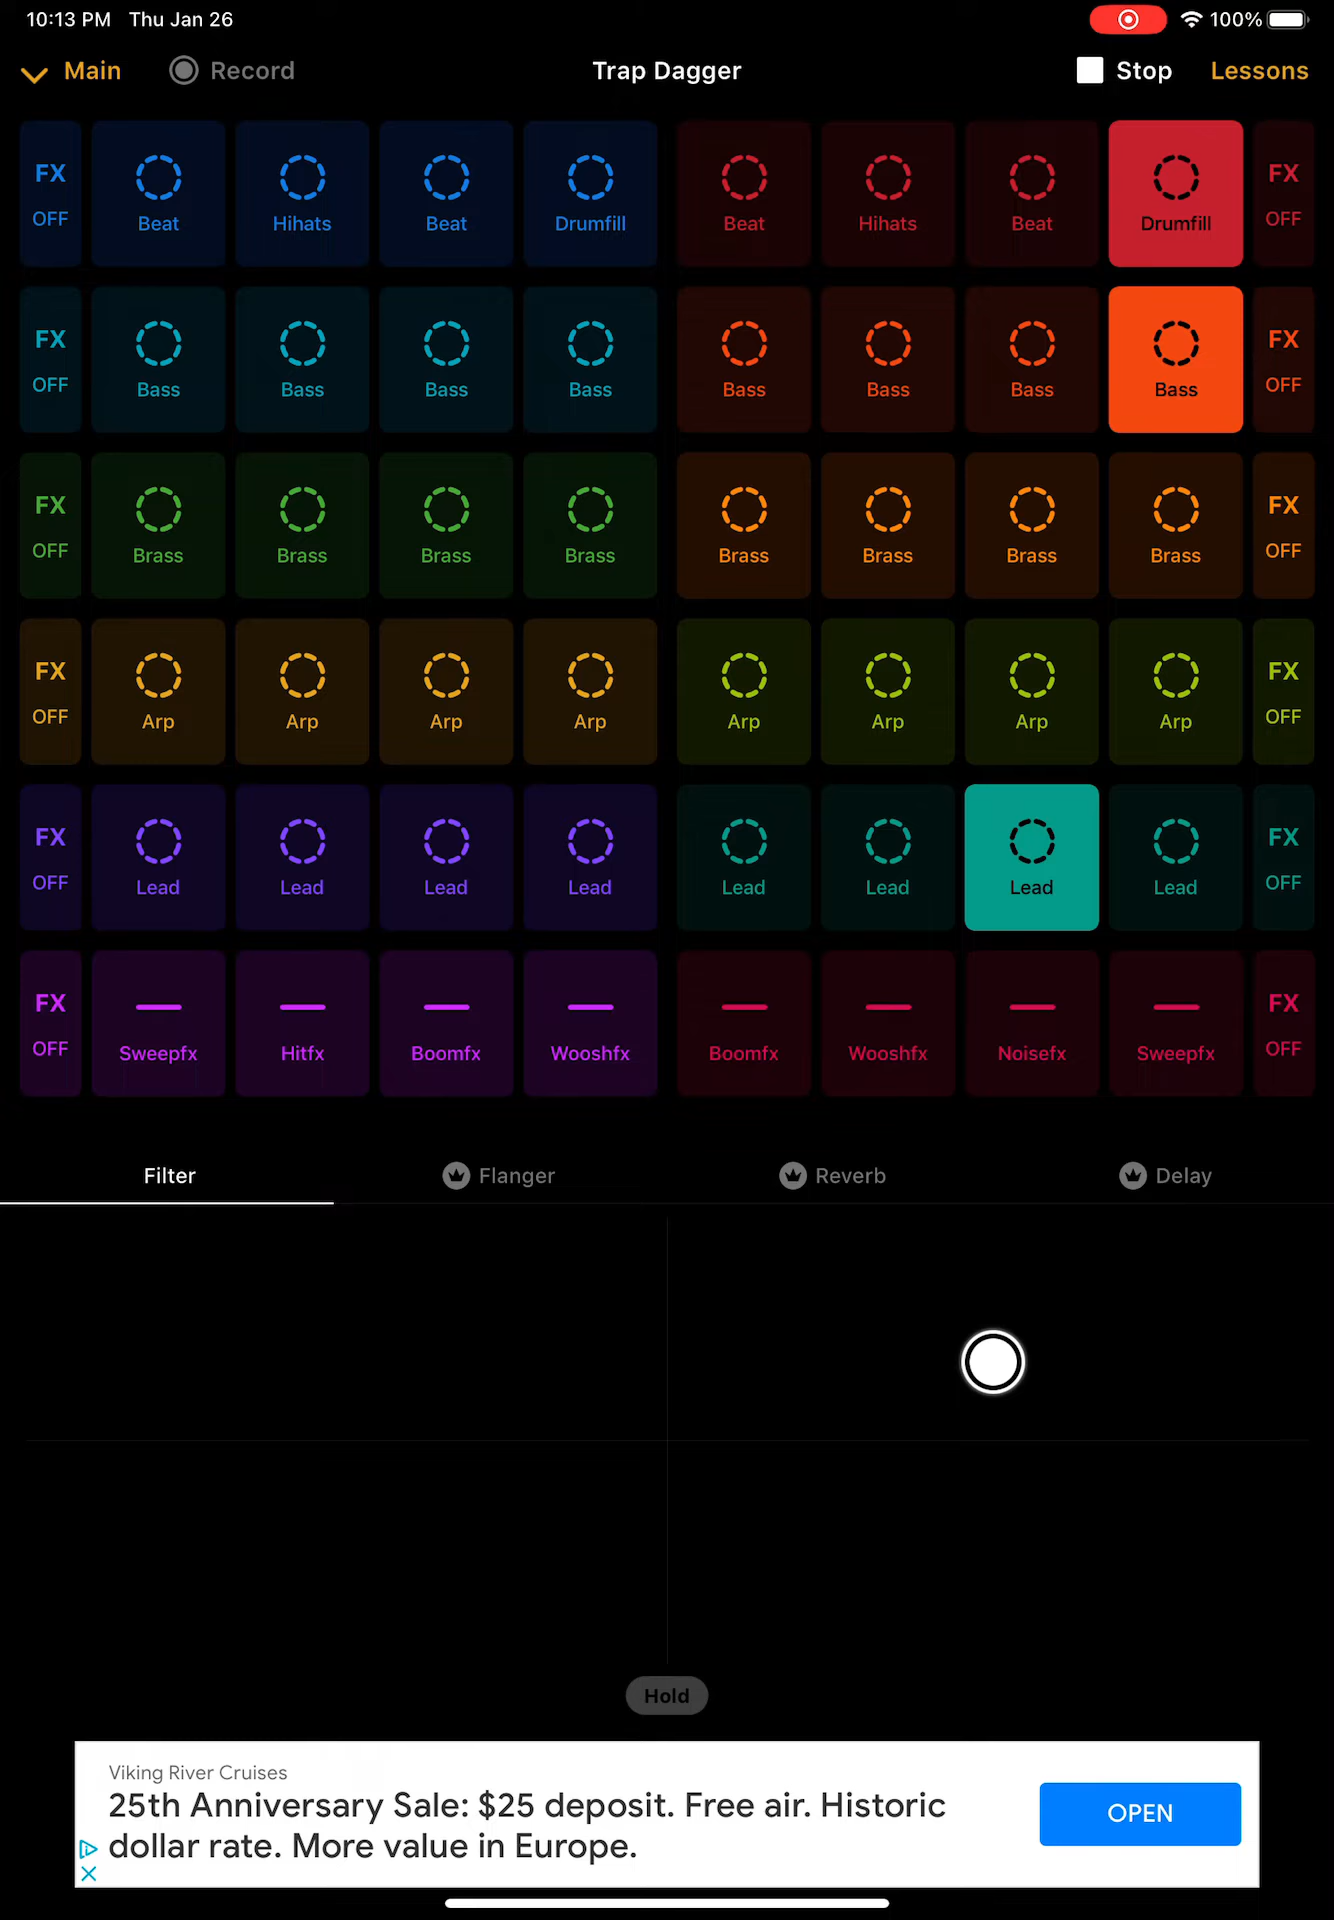 10:13 PM Thu Jan 26 100%
Main Record Trap Dagger Stop Lessons
FX Beat Hihats Beat Drumfill Beat Hihats Beat Drumfill FX
OFF OFF
FX Bass Bass Bass Bass Bass Bass Bass Bass FX
OFF OFF
FX Brass Brass Brass Brass Brass Brass Brass Brass FX
OFF OFF
FX Arp Arp Arp Arp Arp Arp Arp Arp FX
OFF OFF
FX Lead Lead Lead Lead Lead Lead Lead Lead FX
OFF OFF
FX Sweepfx Hitfx Boomfx Wooshfx Boomfx Wooshfx Noisefx Sweepfx FX
OFF OFF
Filter Flanger Reverb Delay
Hold
Viking River Cruises
25th Anniversary Sale: $25 deposit. Free air. Historic
dollar rate. More value in Europe.
OPEN